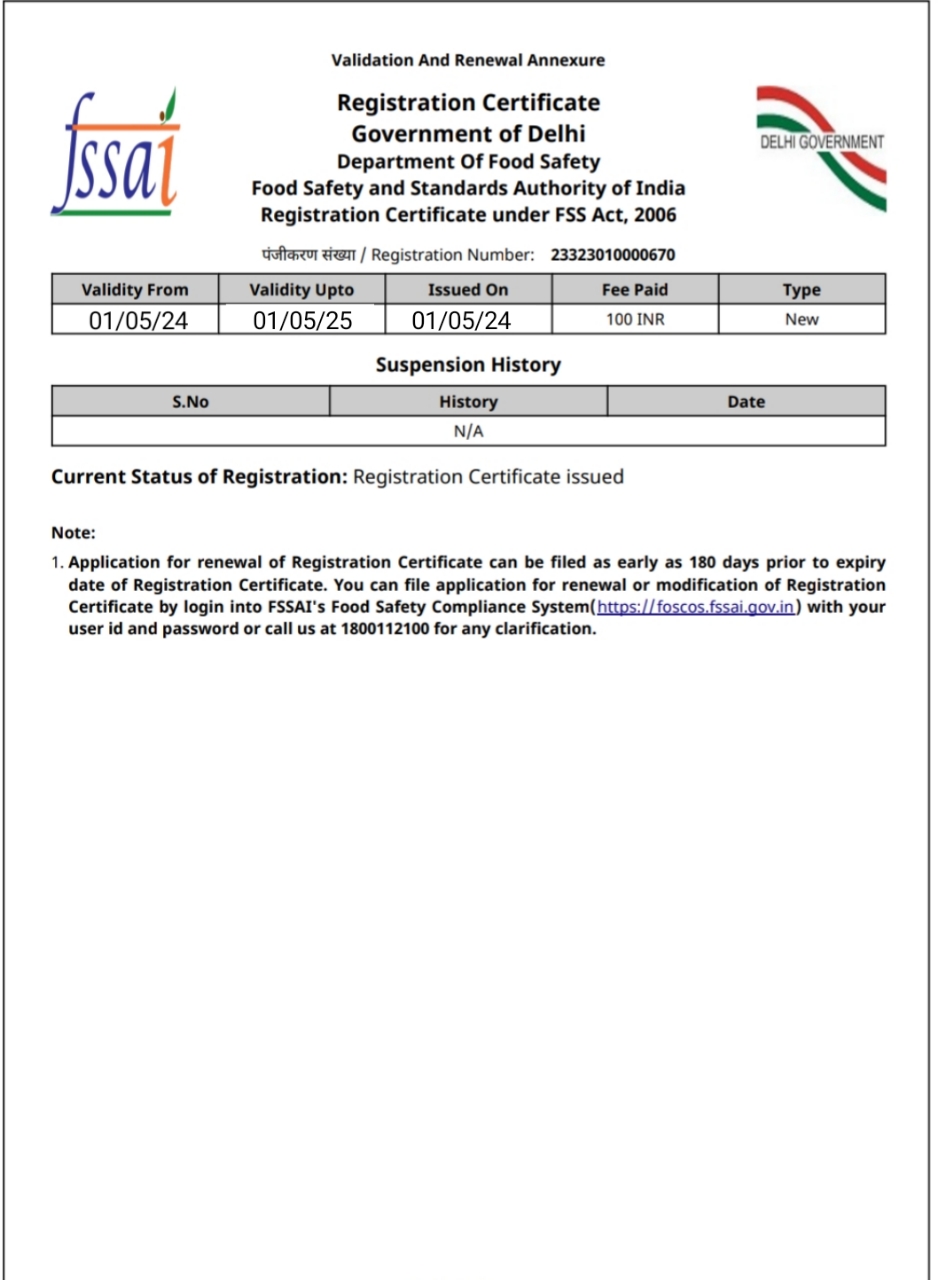 Validation And Renewal Annexure
fssai
Registration Certificate
Government of Delhi
Department Of Food Safety
Food Safety and Standards Authority of India
Registration Certificate under FSS Act, 2006
DELHI GOVERNMENT
पंजीकरण संख्या / Registration Number: 23323010000670
Validity From Validity Upto Issued On Fee Paid Type
01/05/24 01/05/25 01/05/24 100 INR New
Suspension History
S.No History Date
N/A
Current Status of Registration: Registration Certificate issued
Note:
1. Application for renewal of Registration Certificate can be filed as early as 180 days prior to expiry
date of Registration Certificate. You can file application for renewal or modification of Registration
Certificate by login into FSSAI's Food Safety Compliance System(https://foscos.fssai.gov.in) with your
user id and password or call us at 1800112100 for any clarification.